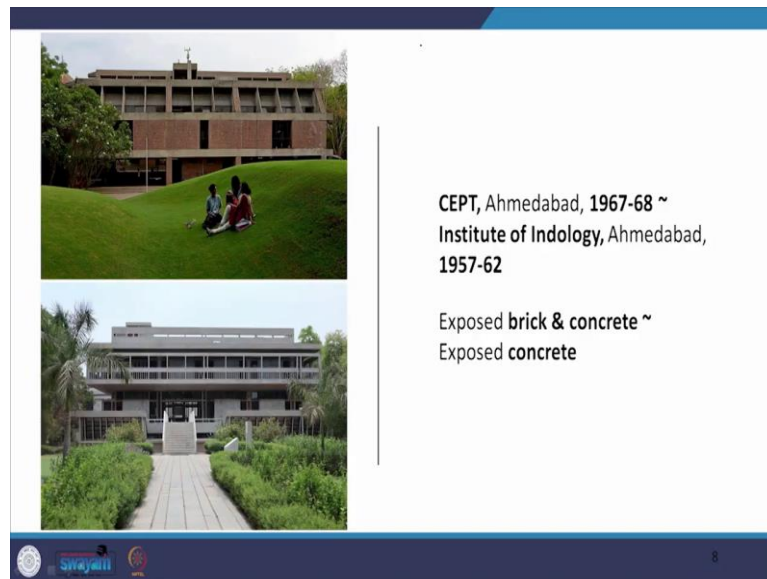 CEPT, Ahmedabad, 1967-68 ~
Institute of Indology, Ahmedabad,
1957-62
Exposed brick & concrete ~
Exposed concrete
swayam
8